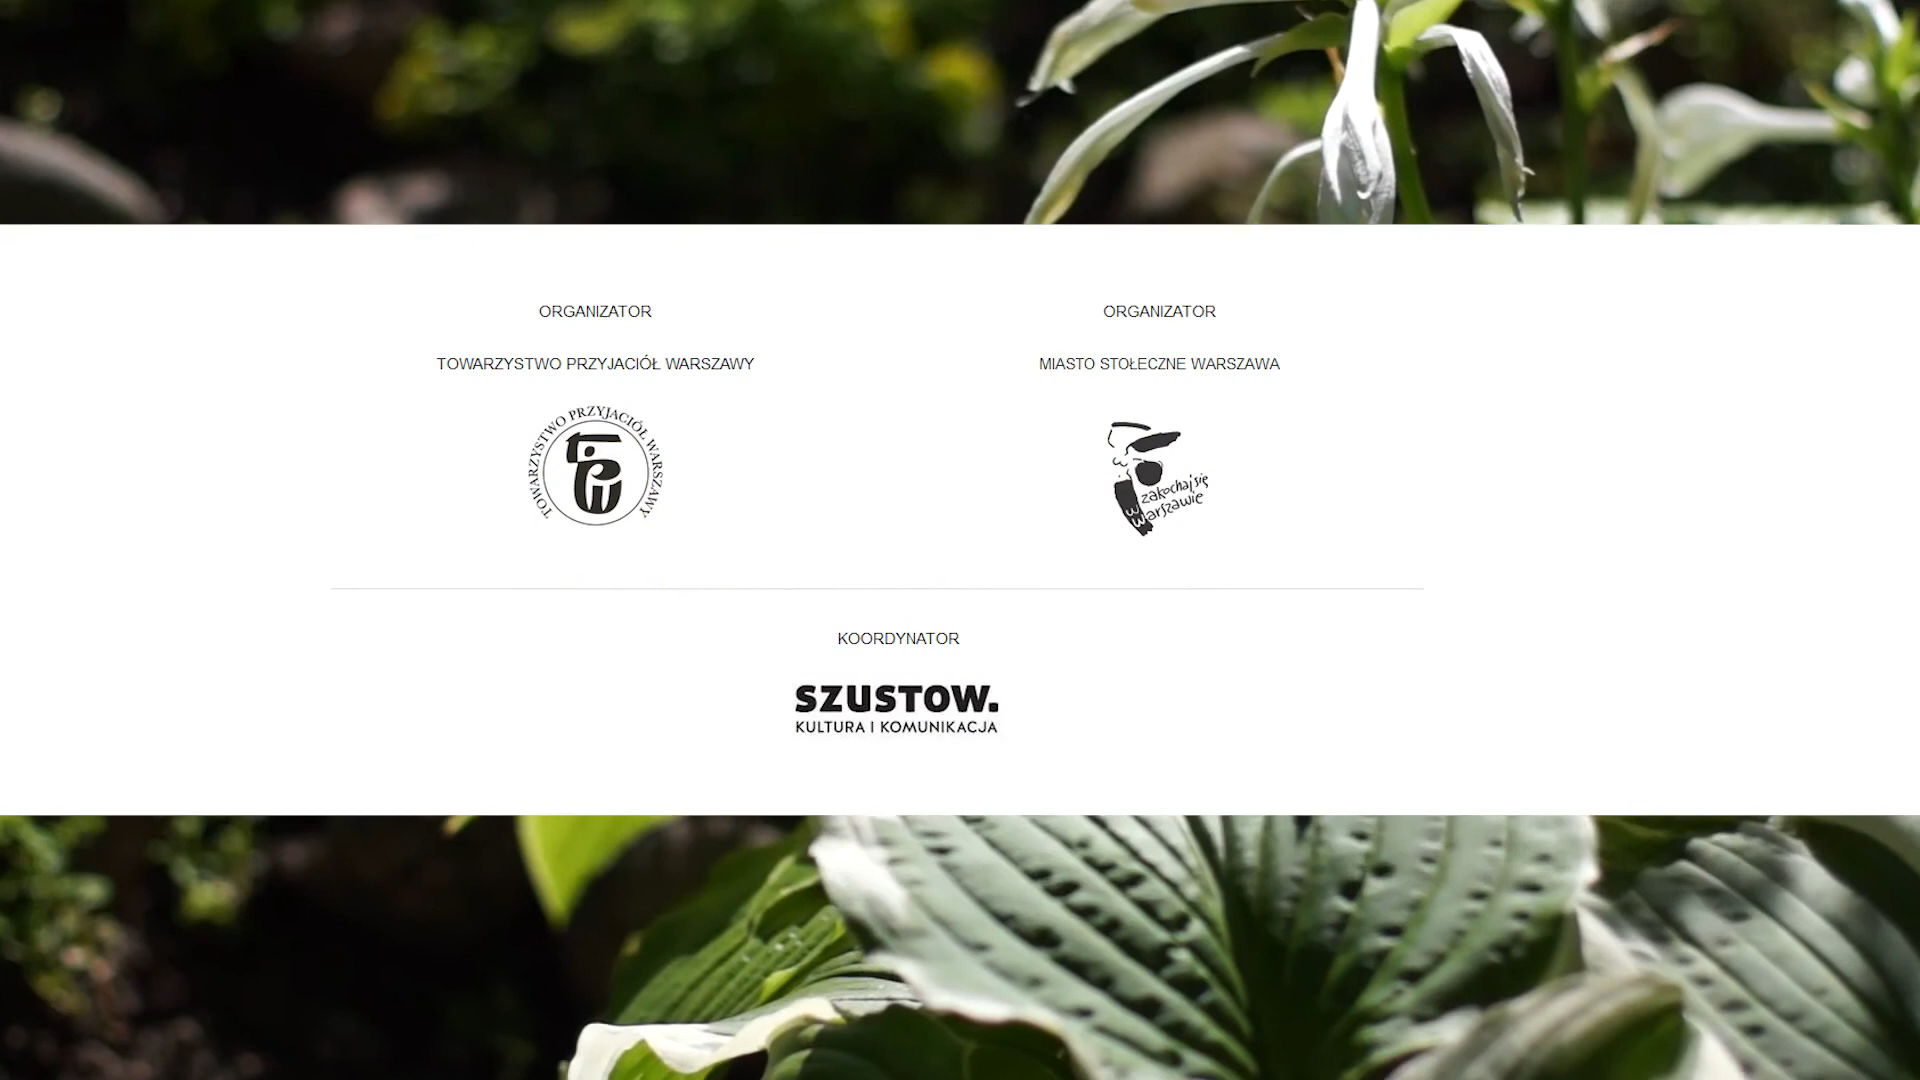 ORGANIZATOR
TOWARZYSTWO PRZYJACIÓŁ WARSZAWY
TOWARZYSTWO PRZYJACIÓŁ WARSZAWY
ORGANIZATOR
MIASTO STOŁECZNE WARSZAWA
zakochaj się
w warszawie
KOORDYNATOR
SZUSTOW.
KULTURA I KOMUNIKACJA